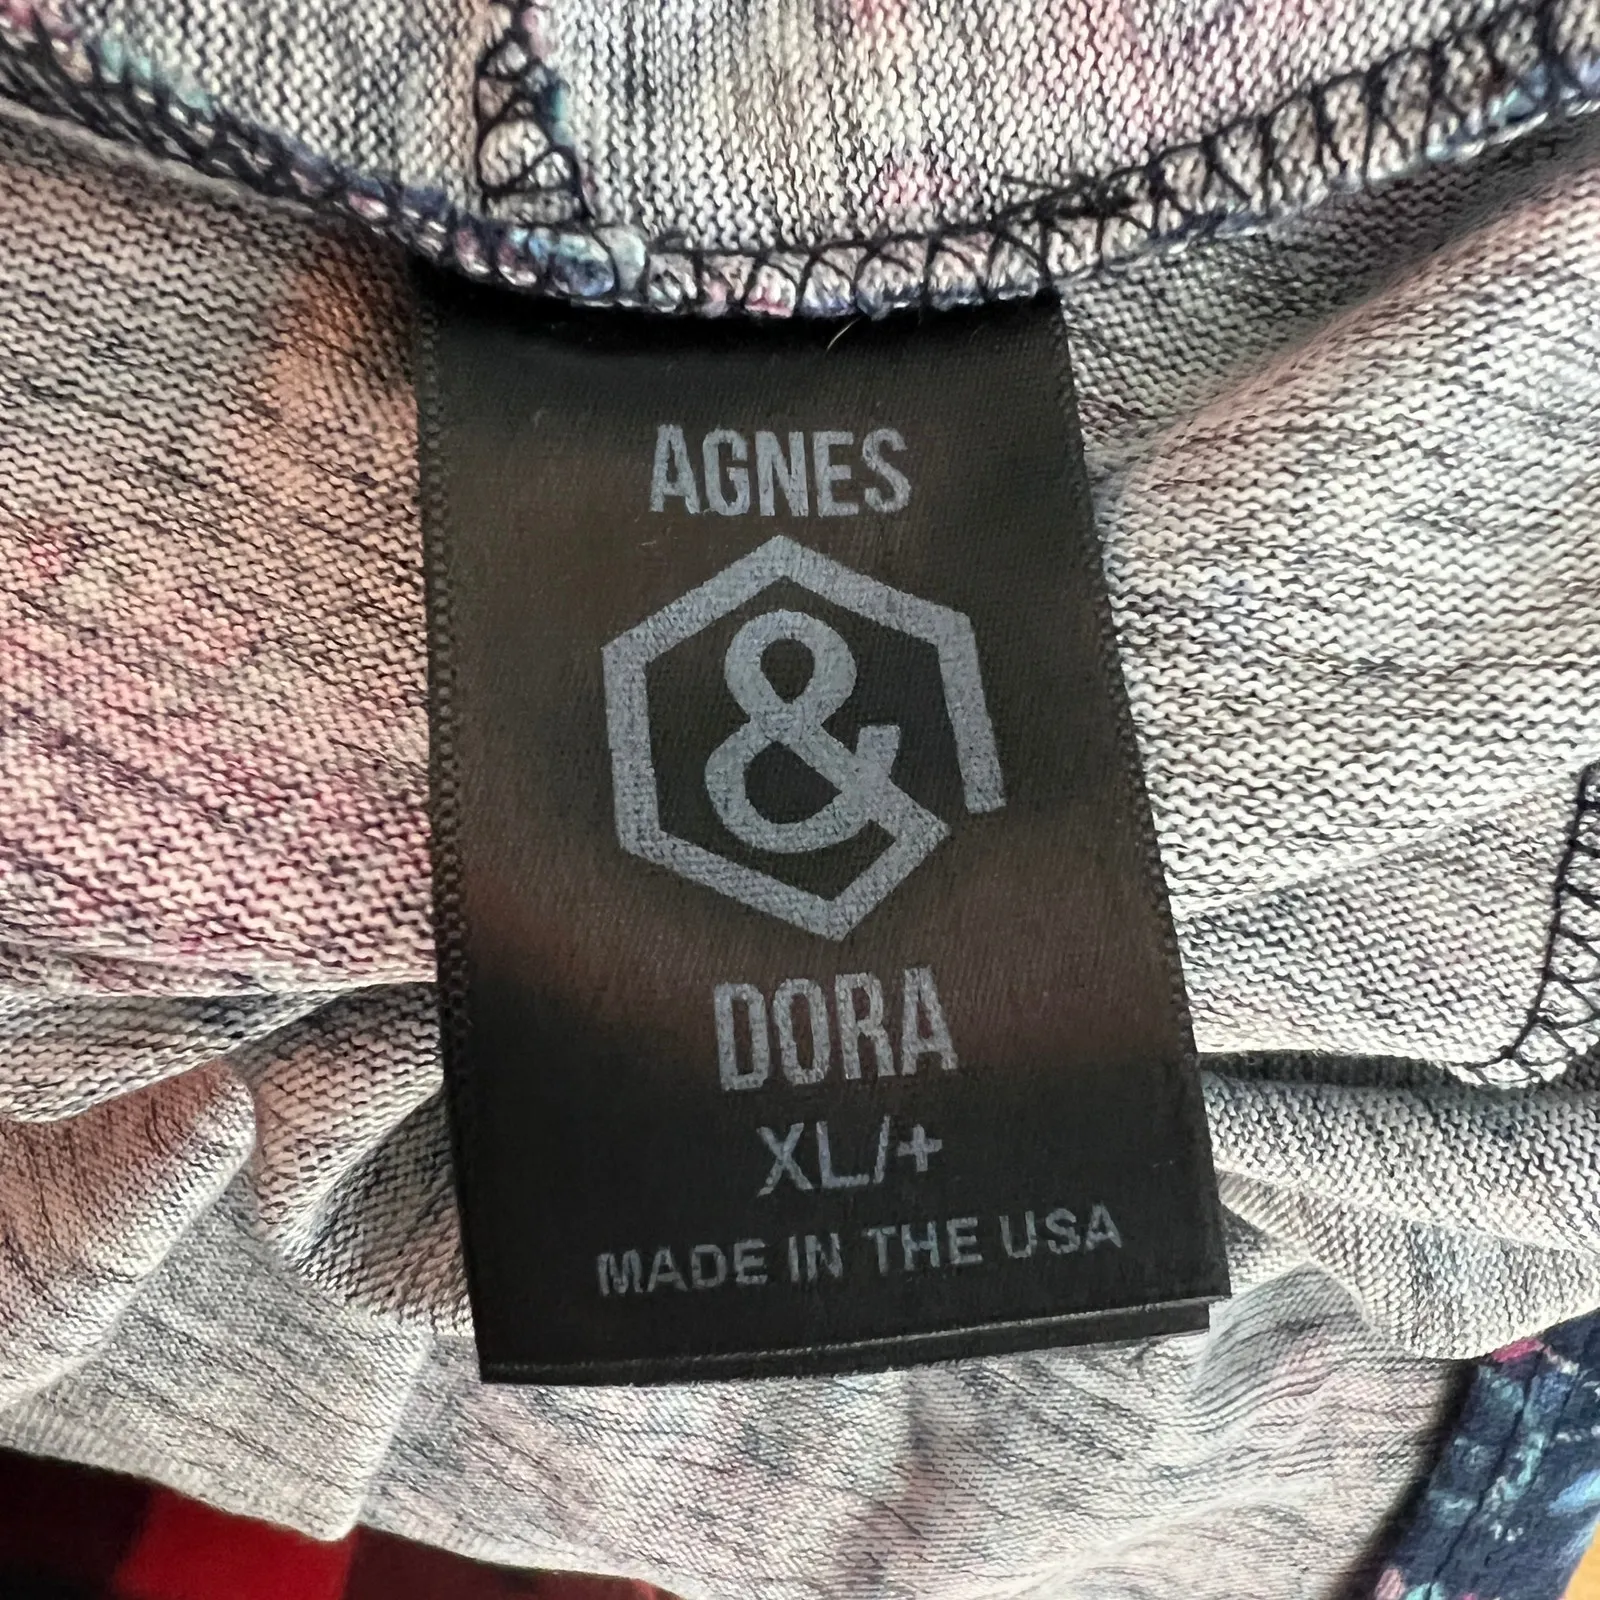 AGNES
&
DORA
XL/+
MADE IN THE USA